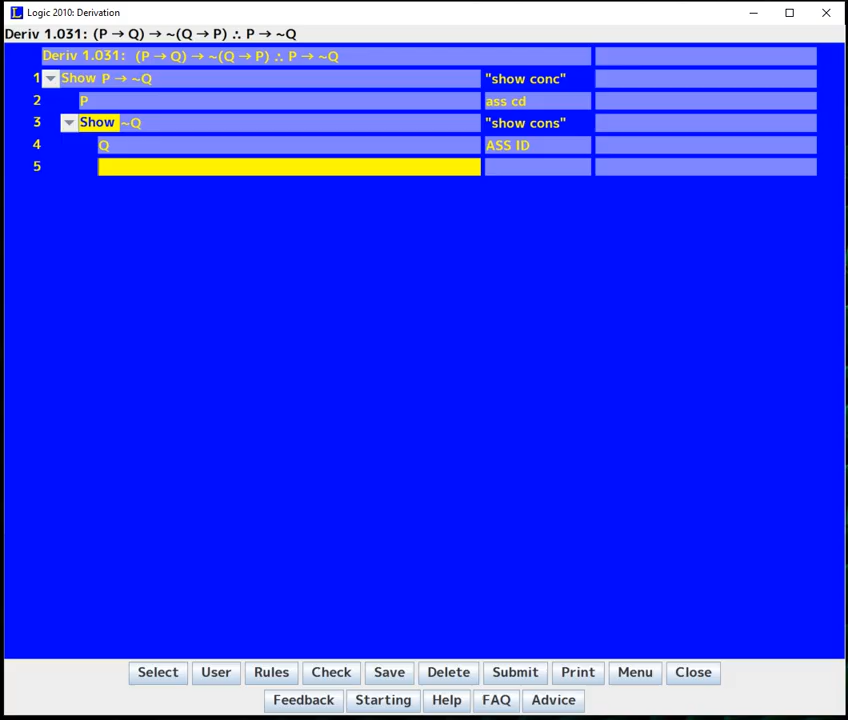 Logic 2010: Derivation
Deriv 1.031: (P → Q) → ~(Q → P) ∴ P → ~Q
Deriv 1.031: (P → Q) → ~(Q → P) ∴ P → ~Q
1 Show P → ~Q "show conc"
2 P ass cd
3 Show ~Q "show cons"
4 Q ASS ID
5
Select User Rules Check Save Delete Submit Print Menu Close
Feedback Starting Help FAQ Advice